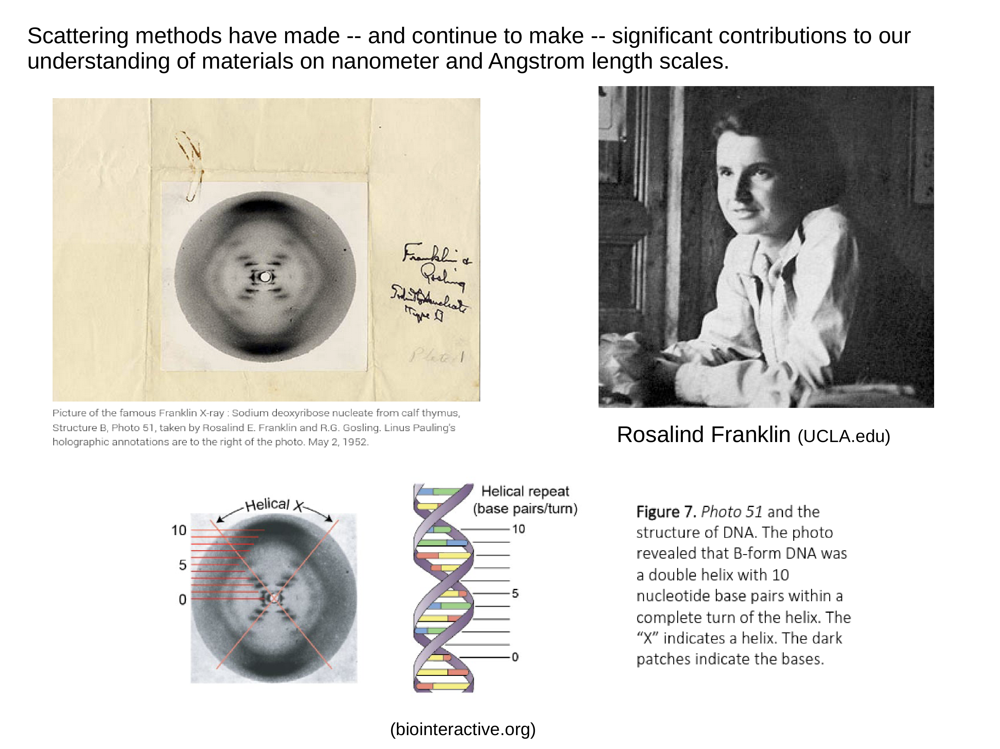 Scattering methods have made -- and continue to make -- significant contributions to our
understanding of materials on nanometer and Angstrom length scales.
Franklin &
Gosling
Type B
Plate 1
Picture of the famous Franklin X-ray : Sodium deoxyribose nucleate from calf thymus,
Structure B, Photo 51, taken by Rosalind E. Franklin and R.G. Gosling. Linus Pauling's
holographic annotations are to the right of the photo. May 2, 1952.
Rosalind Franklin (UCLA.edu)
Helical X
10
5
0
Helical repeat
(base pairs/turn)
10
5
0
Figure 7. Photo 51 and the
structure of DNA. The photo
revealed that B-form DNA was
a double helix with 10
nucleotide base pairs within a
complete turn of the helix. The
“X” indicates a helix. The dark
patches indicate the bases.
(biointeractive.org)